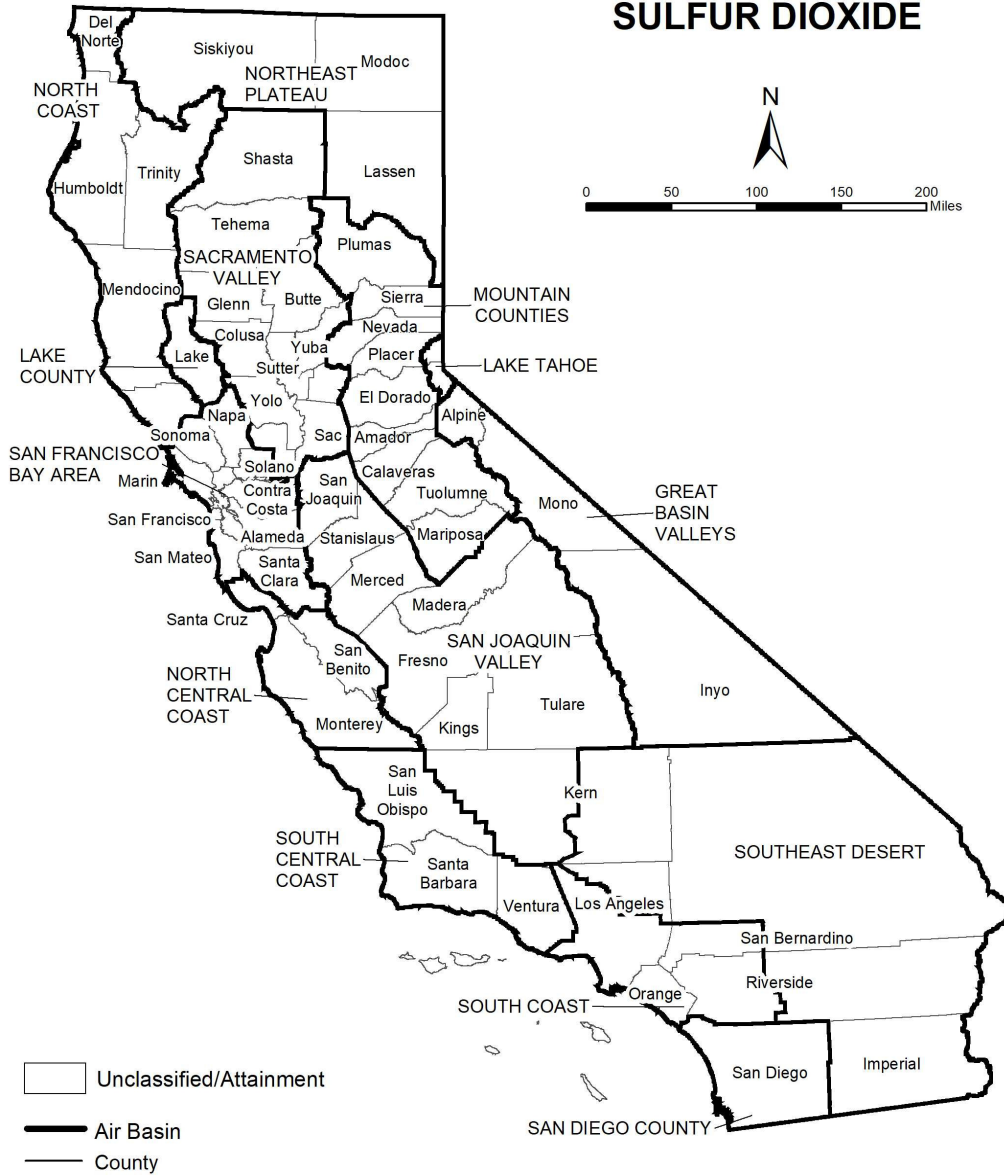 SULFUR DIOXIDE
N
0 50 100 150 200
Miles
Del
Norte
Siskiyou
Modoc
NORTHEAST
PLATEAU
NORTH
COAST
Humboldt
Trinity
Shasta
Lassen
Tehema
Plumas
SACRAMENTO
VALLEY
Mendocino
Glenn
Butte
Sierra
MOUNTAIN
COUNTIES
Nevada
Colusa
Yuba
Placer
LAKE
COUNTY
Lake
Sutter
LAKE TAHOE
Yolo
El Dorado
Napa
Alpine
Sonoma
Sac
Amador
SAN FRANCISCO
BAY AREA
Solano
Calaveras
Marin
Contra
Costa
San
Joaquin
Tuolumne
Mono
GREAT
BASIN
VALLEYS
San Francisco
Alameda
Stanislaus
Mariposa
San Mateo
Santa
Clara
Merced
Madera
Santa Cruz
San
Benito
Fresno
SAN JOAQUIN
VALLEY
NORTH
CENTRAL
COAST
Monterey
Kings
Tulare
Inyo
San
Luis
Obispo
Kern
SOUTH
CENTRAL
COAST
Santa
Barbara
SOUTHEAST DESERT
Ventura
Los Angeles
San Bernardino
Riverside
Orange
SOUTH COAST
San Diego
Imperial
SAN DIEGO COUNTY
Unclassified/Attainment
Air Basin
County